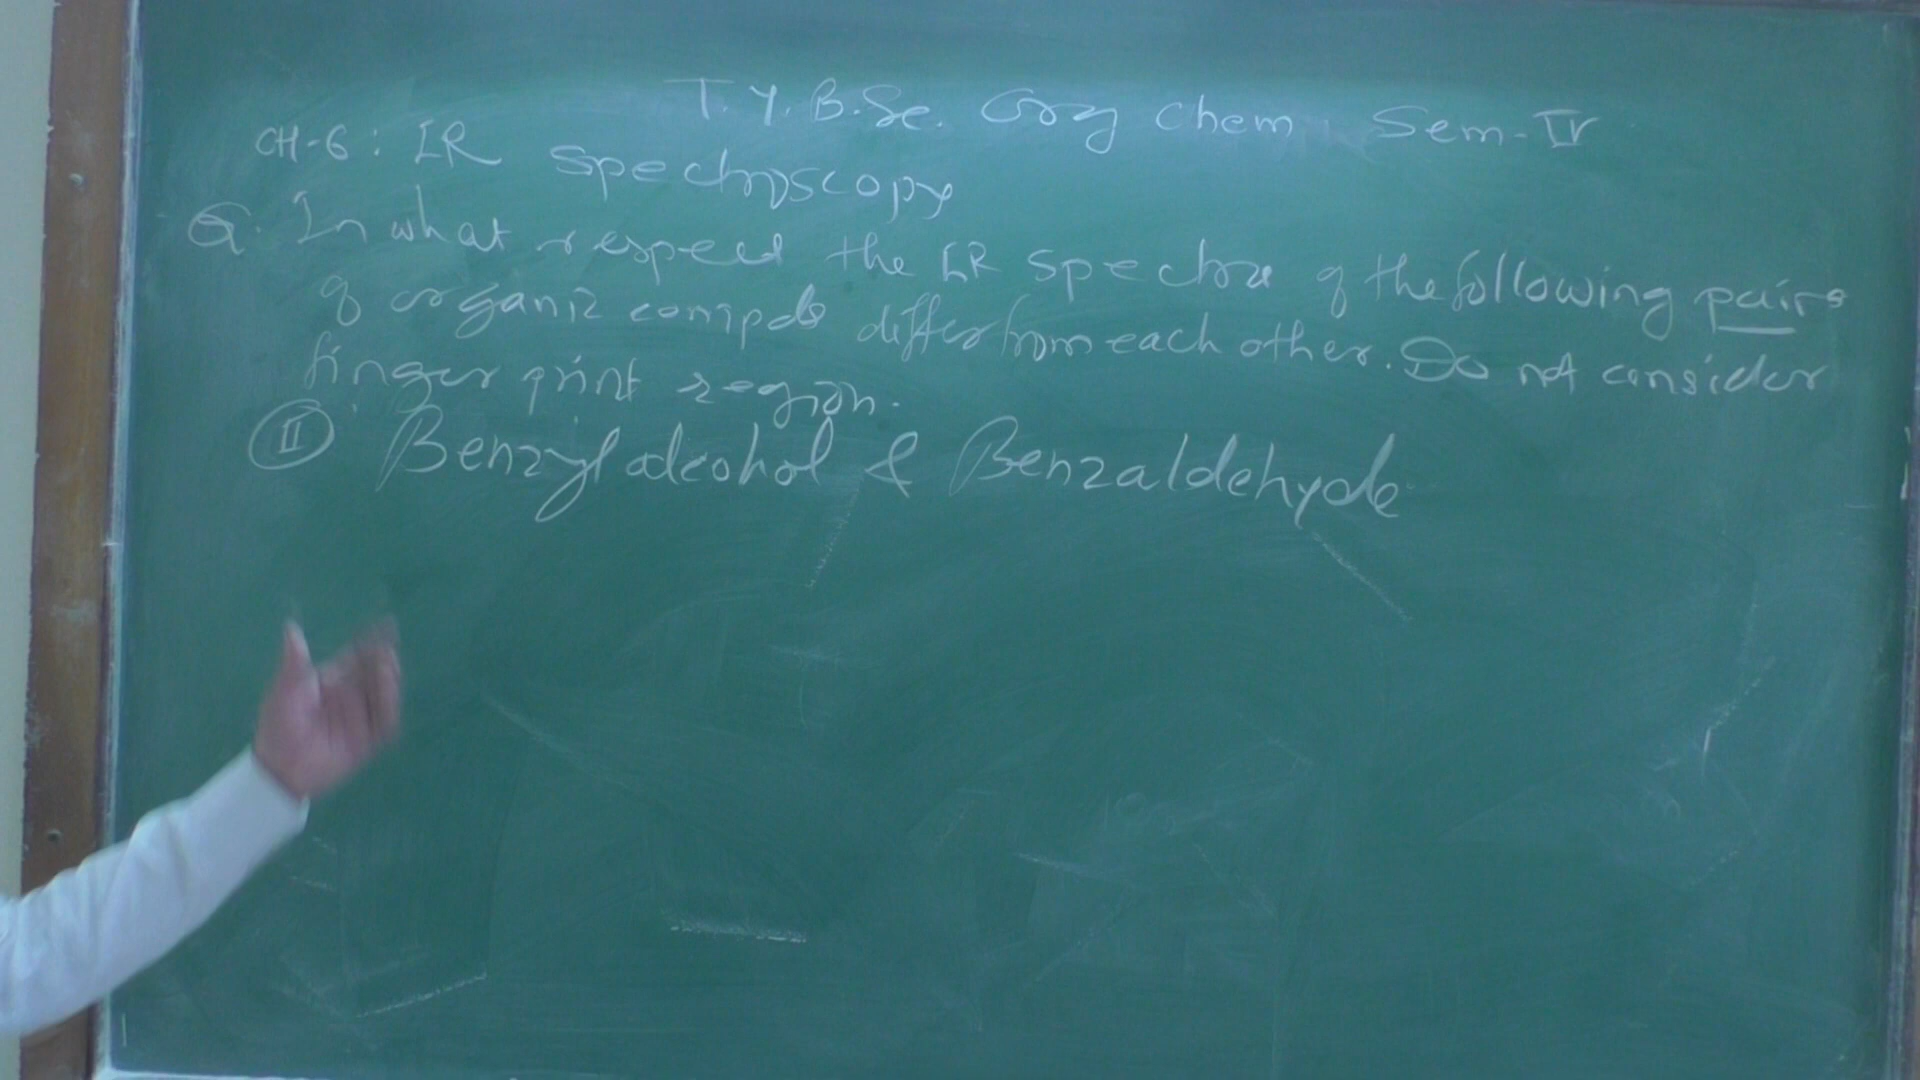 T.Y. B.Sc. Org Chem. Sem-IV
CH-6: IR Spectroscopy
Q. In what respect the IR spectra of the following pairs
of organic compds differ from each other. Do not consider
finger print region.
II Benzyl alcohol & Benzaldehyde